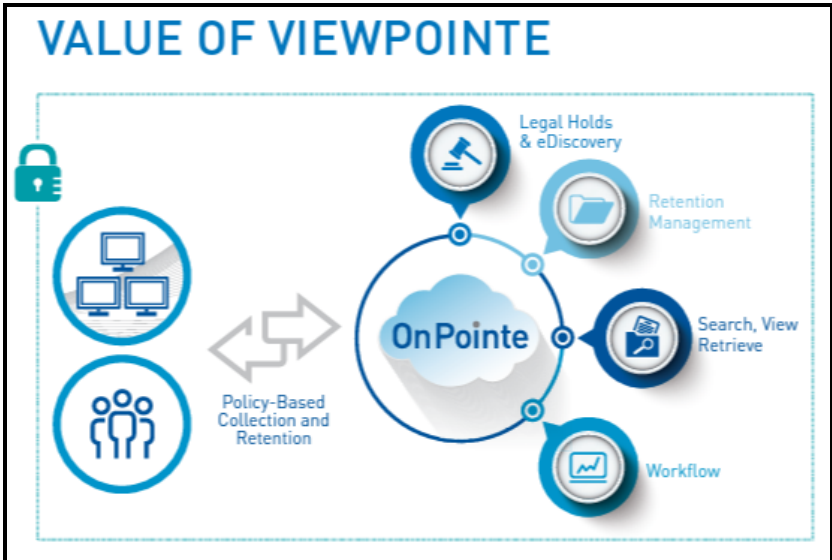 VALUE OF VIEWPOINTE
Legal Holds
& eDiscovery
Retention
Management
OnPointe
Search, View
Retrieve
Policy-Based
Collection and
Retention
Workflow